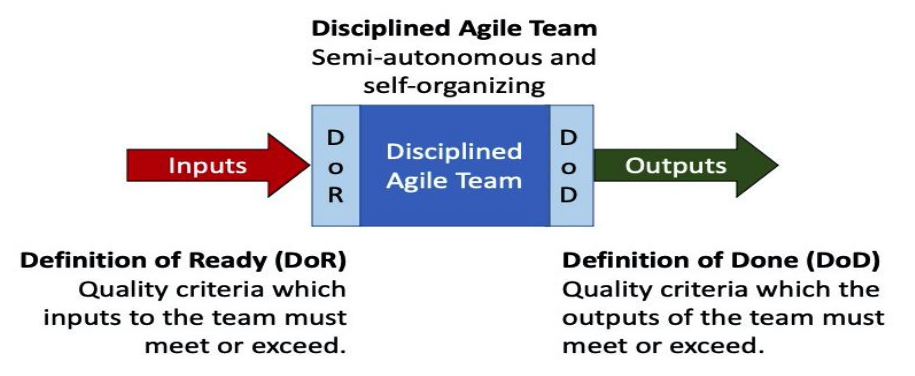 Disciplined Agile Team
Semi-autonomous and
self-organizing
Inputs
DoR
Disciplined
Agile Team
DoD
Outputs
Definition of Ready (DoR)
Quality criteria which
inputs to the team must
meet or exceed.
Definition of Done (DoD)
Quality criteria which the
outputs of the team must
meet or exceed.